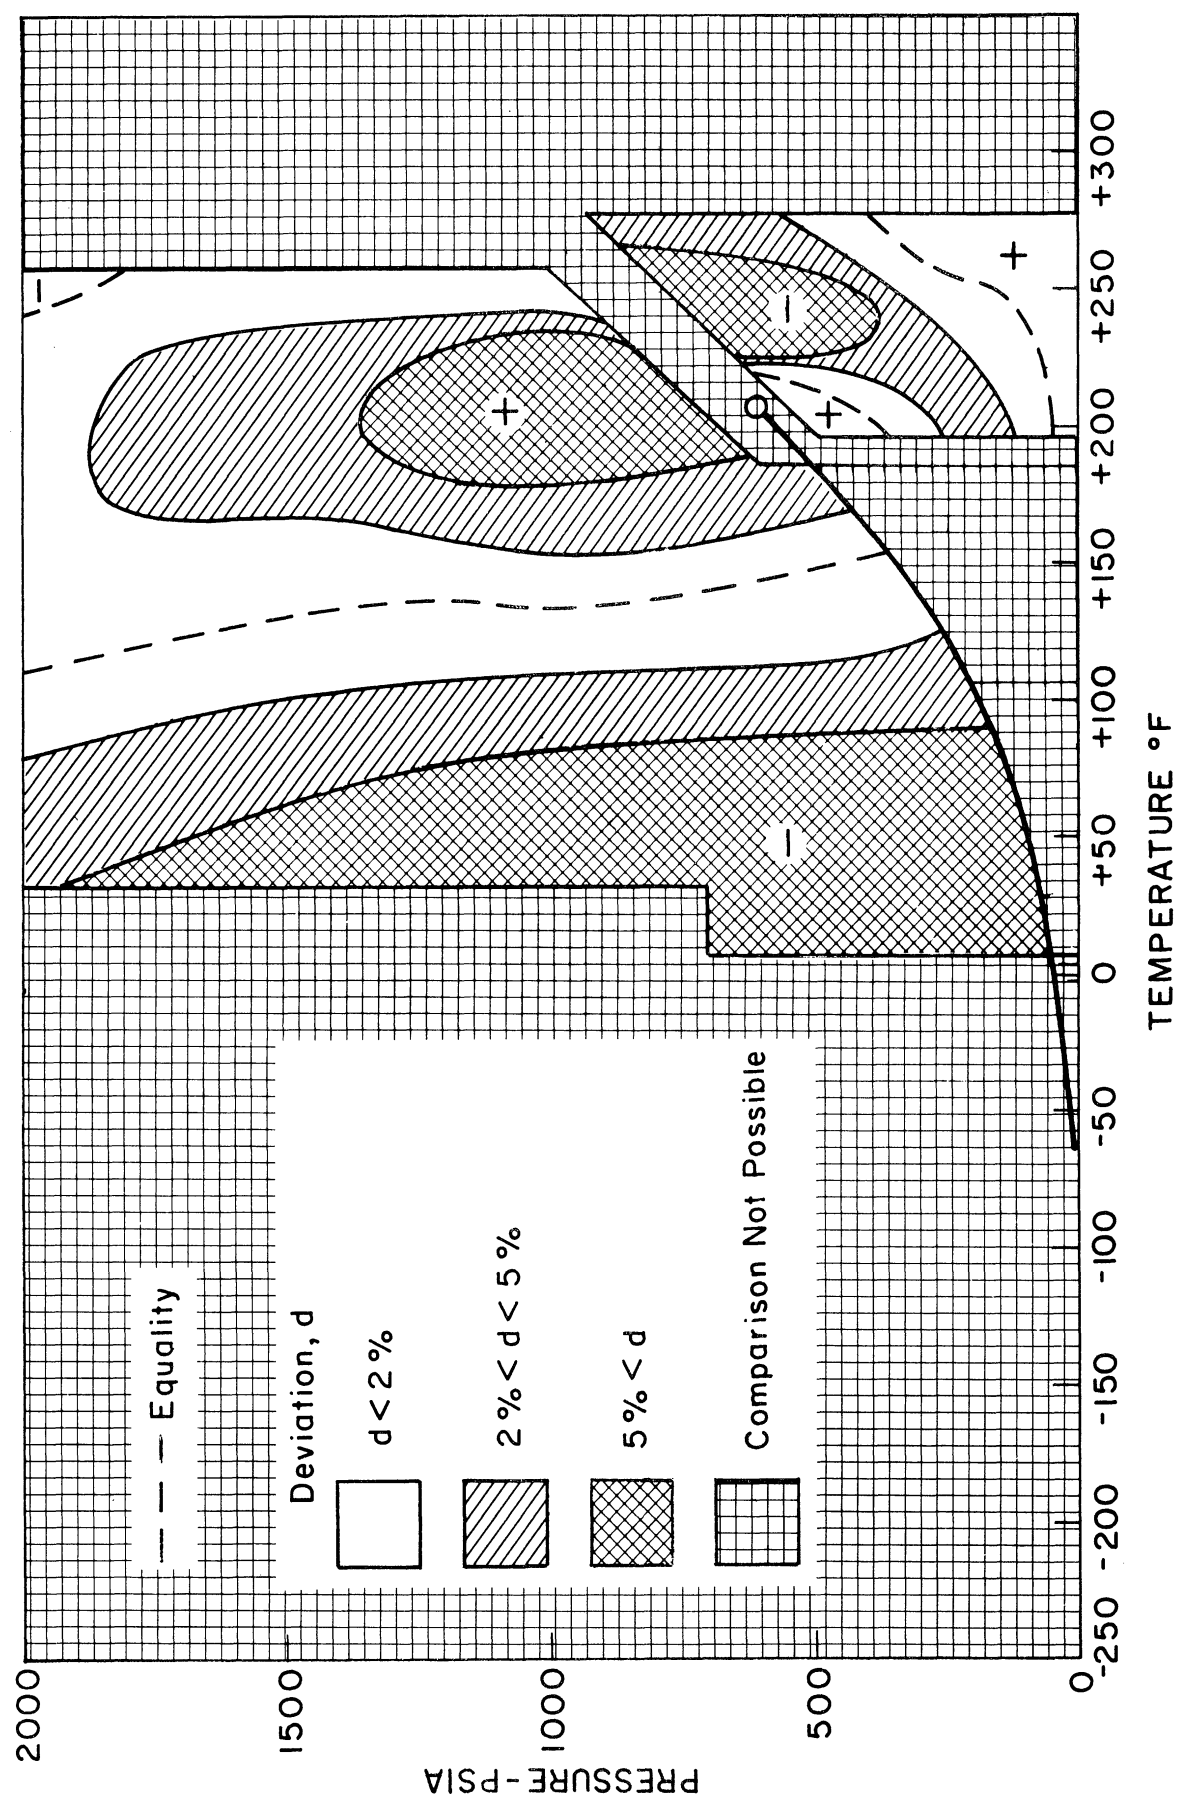 — — — Equality
Deviation, d
d < 2 %
2 % < d < 5 %
5 % < d
Comparison Not Possible
PRESSURE - PSIA
2000
1500
1000
500
0
-250 -200 -150 -100 -50 0 +50 +100 +150 +200 +250 +300
TEMPERATURE °F
−
+
−
+
−
+